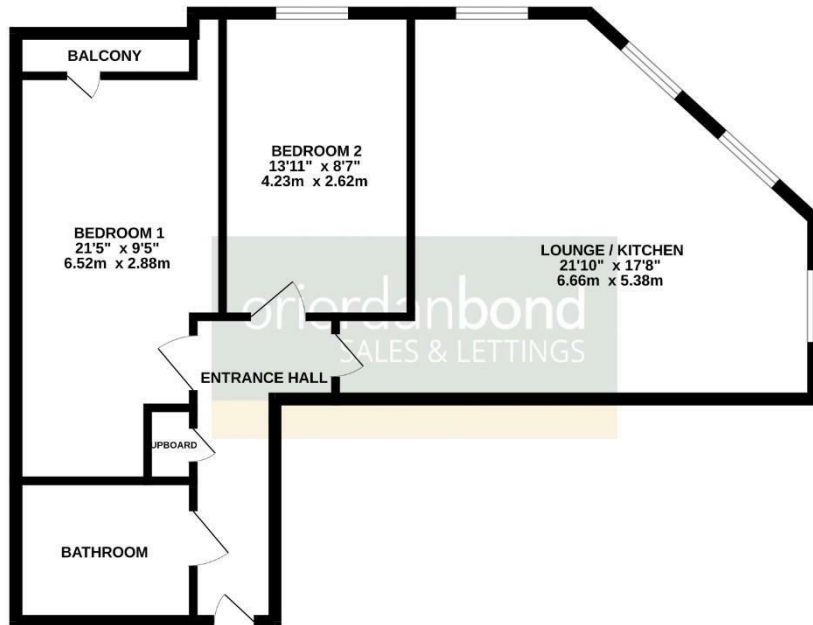 BALCONY
BEDROOM 2
13'11" x 8'7"
4.23m x 2.62m
BEDROOM 1
21'5" x 9'5"
6.52m x 2.88m
LOUNGE / KITCHEN
21'10" x 17'8"
6.66m x 5.38m
oriordanbond
SALES & LETTINGS
ENTRANCE HALL
UPBOARD
BATHROOM